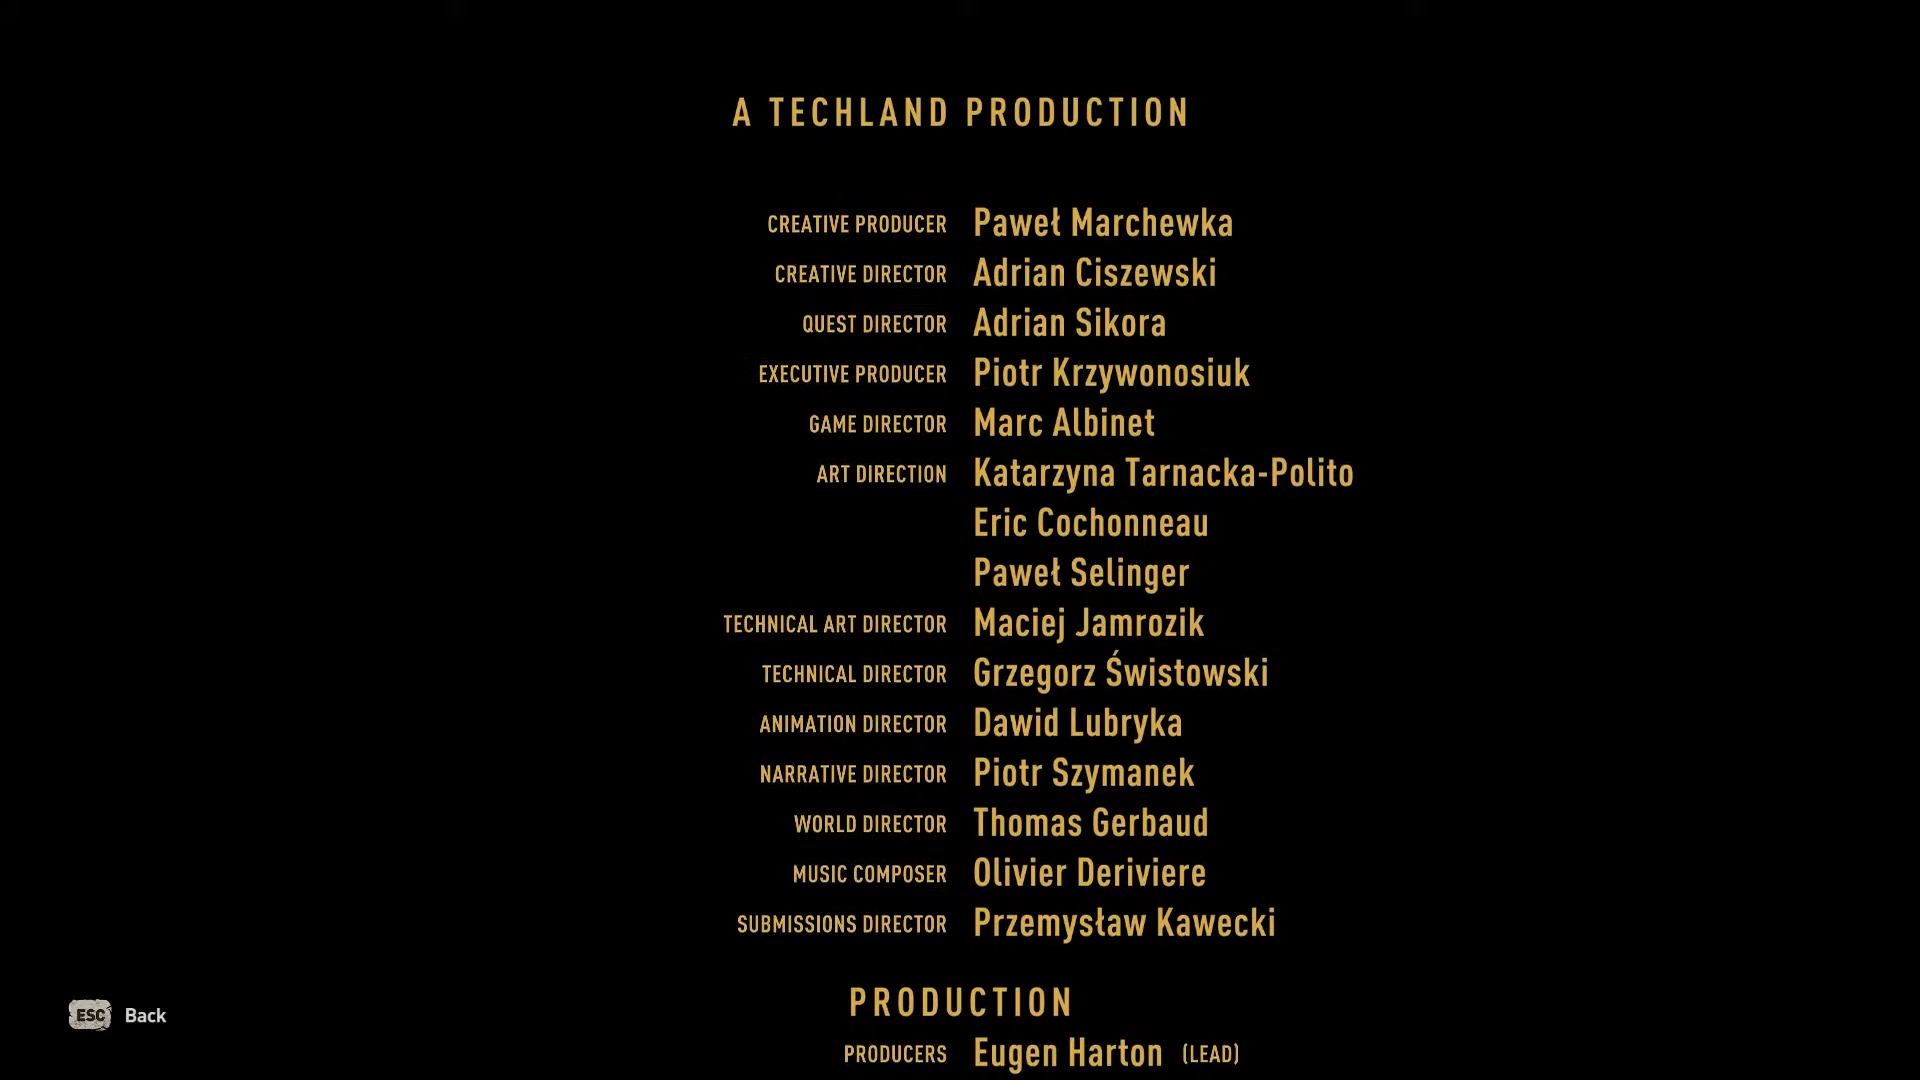 A TECHLAND PRODUCTION
CREATIVE PRODUCER Paweł Marchewka
CREATIVE DIRECTOR Adrian Ciszewski
QUEST DIRECTOR Adrian Sikora
EXECUTIVE PRODUCER Piotr Krzywonosiuk
GAME DIRECTOR Marc Albinet
ART DIRECTION Katarzyna Tarnacka-Polito
Eric Cochonneau
Paweł Selinger
TECHNICAL ART DIRECTOR Maciej Jamrozik
TECHNICAL DIRECTOR Grzegorz Świstowski
ANIMATION DIRECTOR Dawid Lubryka
NARRATIVE DIRECTOR Piotr Szymanek
WORLD DIRECTOR Thomas Gerbaud
MUSIC COMPOSER Olivier Deriviere
SUBMISSIONS DIRECTOR Przemysław Kawecki
PRODUCTION
PRODUCERS Eugen Harton (LEAD)
ESC Back